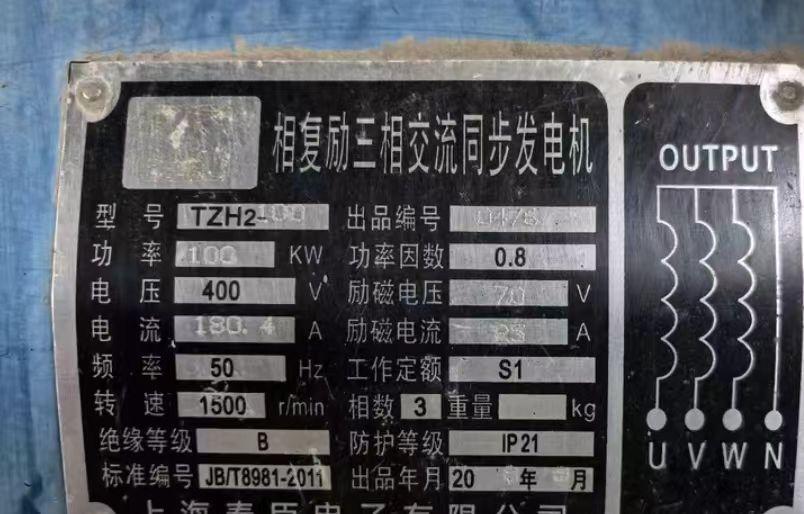 相复励三相交流同步发电机
OUTPUT
型号 TZH2-100 出品编号
功率 100 KW 功率因数 0.8
电压 400 V 励磁电压 70 V
电流 180.4 A 励磁电流 A
频率 50 Hz 工作定额 S1
转速 1500 r/min 相数 3 重量 kg
绝缘等级 B 防护等级 IP21
标准编号 JB/T8981-2011 出品年月 20 年 月
U V W N